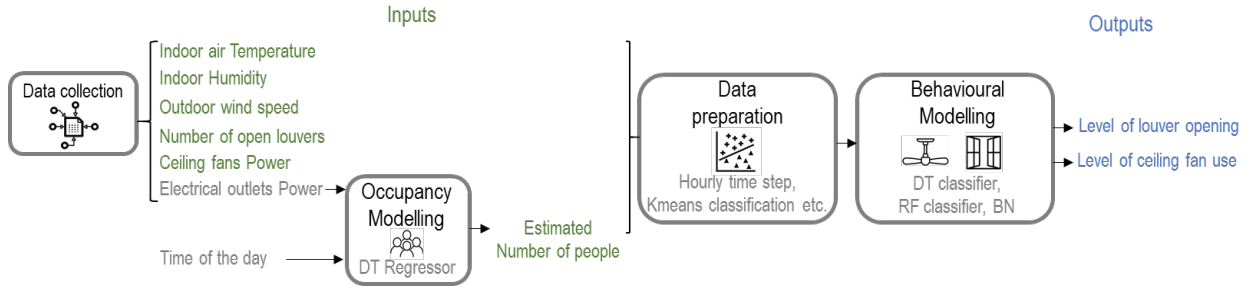 Inputs
Outputs
Data collection
Indoor air Temperature
Indoor Humidity
Outdoor wind speed
Number of open louvers
Ceiling fans Power
Electrical outlets Power
Time of the day
Occupancy
Modelling
DT Regressor
Estimated
Number of people
Data
preparation
Hourly time step,
Kmeans classification etc.
Behavioural
Modelling
DT classifier,
RF classifier, BN
Level of louver opening
Level of ceiling fan use